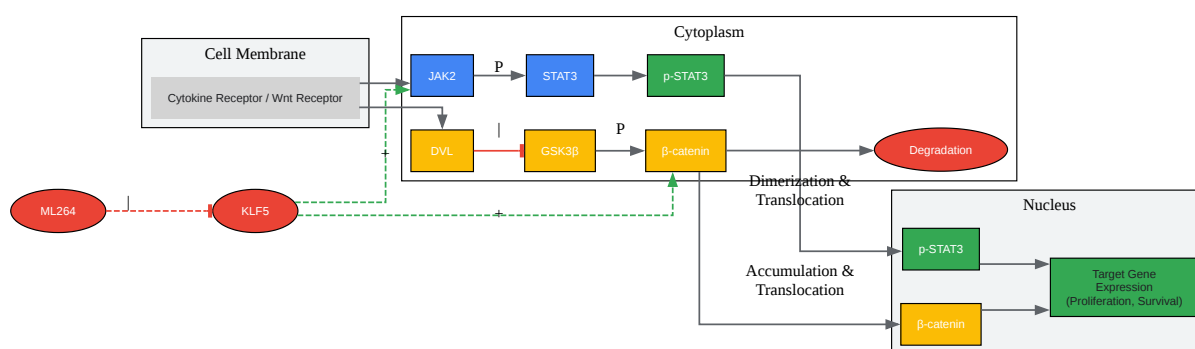 Cell Membrane
Cytokine Receptor / Wnt Receptor
Cytoplasm
JAK2
P
STAT3
p-STAT3
DVL
|
GSK3β
P
β-catenin
Degradation
+
ML264
|
KLF5
+
Dimerization &
Translocation
Accumulation &
Translocation
Nucleus
p-STAT3
β-catenin
Target Gene
Expression
(Proliferation, Survival)